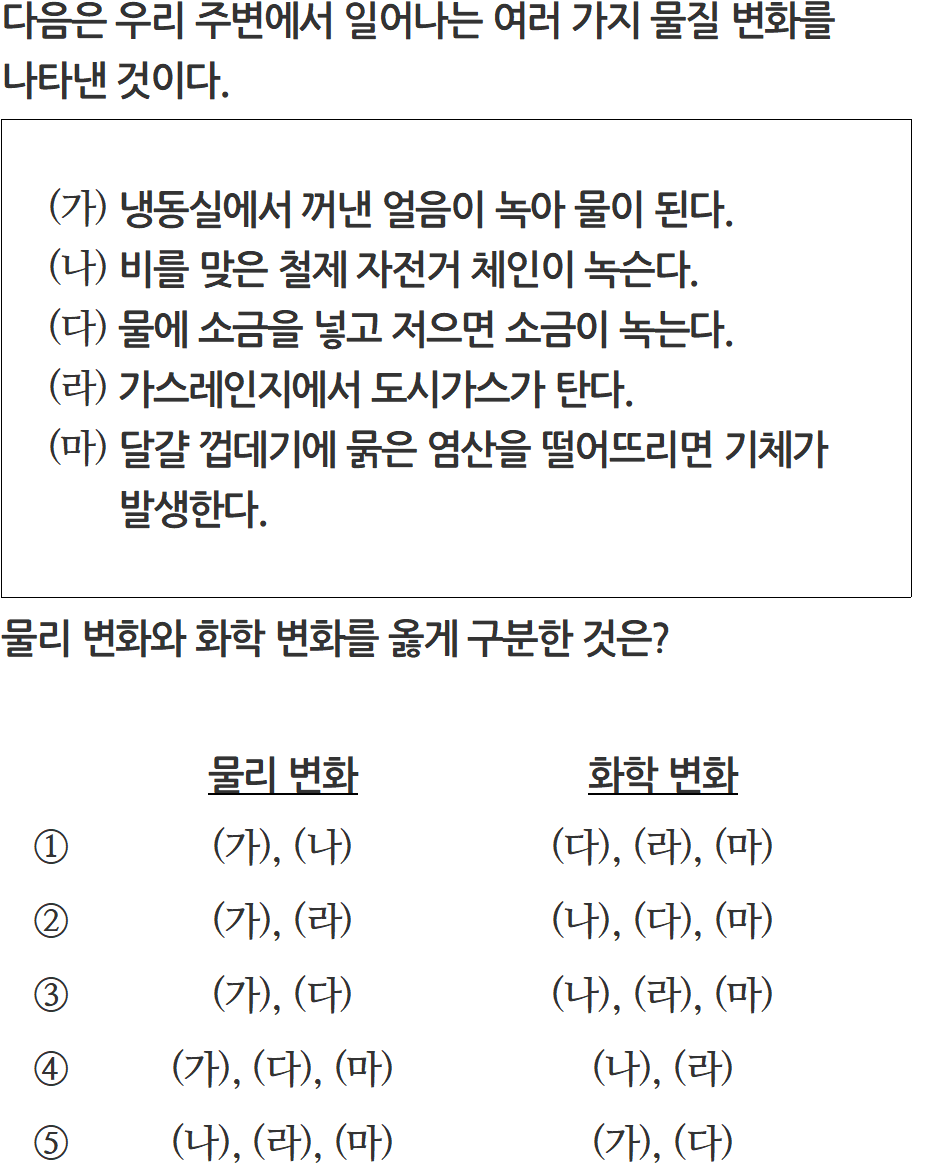 다음은 우리 주변에서 일어나는 여러 가지 물질 변화를
나타낸 것이다.
(가) 냉동실에서 꺼낸 얼음이 녹아 물이 된다.
(나) 비를 맞은 철제 자전거 체인이 녹슨다.
(다) 물에 소금을 넣고 저으면 소금이 녹는다.
(라) 가스레인지에서 도시가스가 탄다.
(마) 달걀 껍데기에 묽은 염산을 떨어뜨리면 기체가
발생한다.
물리 변화와 화학 변화를 옳게 구분한 것은?
물리 변화 화학 변화
① (가), (나) (다), (라), (마)
② (가), (라) (나), (다), (마)
③ (가), (다) (나), (라), (마)
④ (가), (다), (마) (나), (라)
⑤ (나), (라), (마) (가), (다)